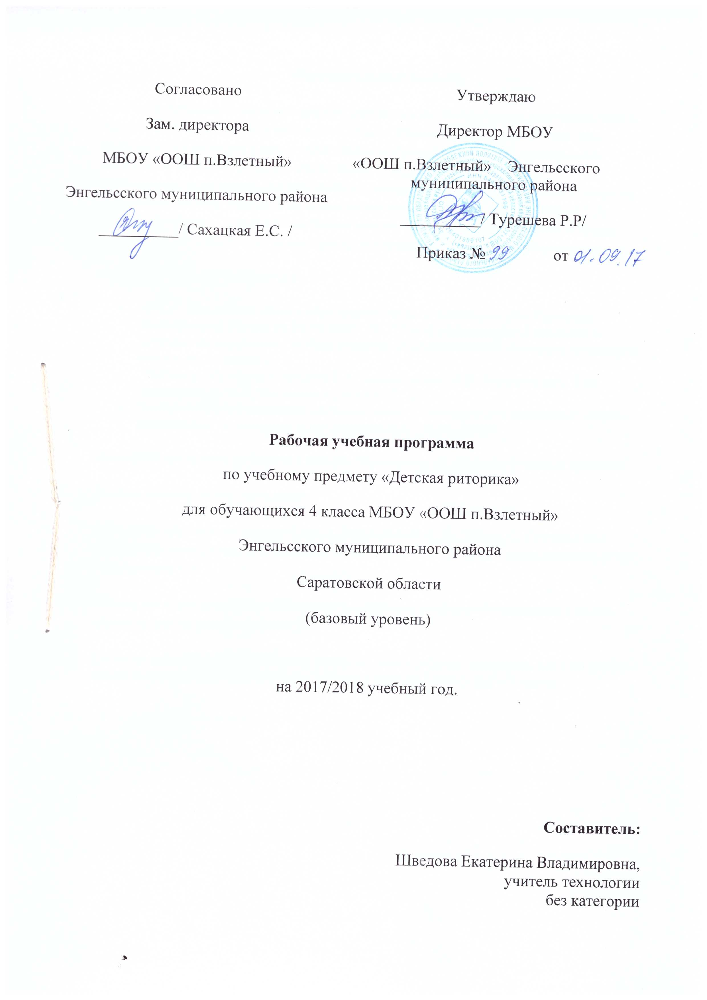 Согласовано
Зам. директора
МБОУ «ООШ п.Взлетный»
Энгельсского муниципального района
/ Сахацкая Е.С. /
Утверждаю
Директор МБОУ
«ООШ п.Взлетный» Энгельсского
муниципального района
/ Турешева Р.Р/
Приказ № 99 от 01.09.17
Рабочая учебная программа
по учебному предмету «Детская риторика»
для обучающихся 4 класса МБОУ «ООШ п.Взлетный»
Энгельсского муниципального района
Саратовской области
(базовый уровень)
на 2017/2018 учебный год.
Составитель:
Шведова Екатерина Владимировна,
учитель технологии
без категории